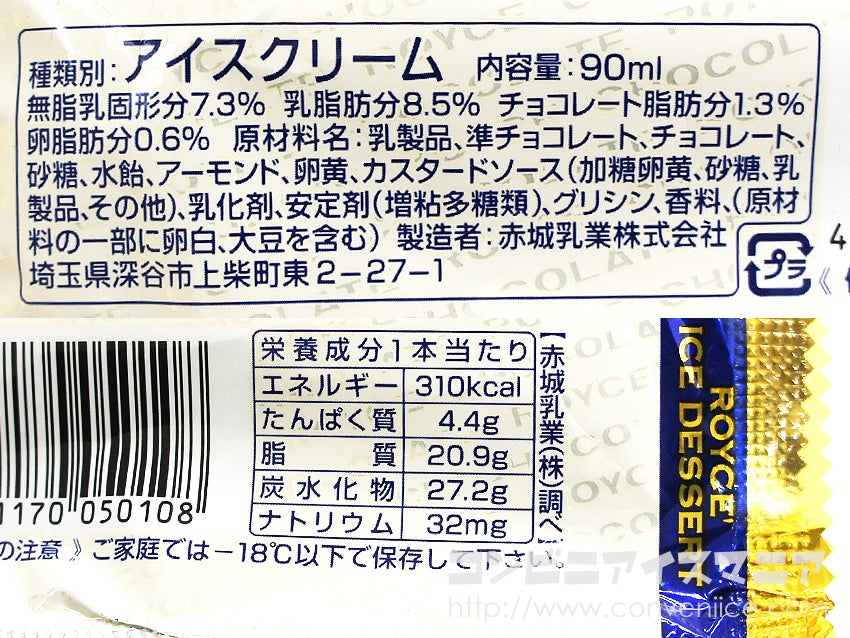 種類別:アイスクリーム 内容量:90ml
無脂乳固形分7.3% 乳脂肪分8.5% チョコレート脂肪分1.3%
卵脂肪分0.6% 原材料名:乳製品、準チョコレート、チョコレート、
砂糖、水飴、アーモンド、卵黄、カスタードソース(加糖卵黄、砂糖、乳
製品、その他)、乳化剤、安定剤(増粘多糖類)、グリシン、香料、(原材
料の一部に卵白、大豆を含む) 製造者:赤城乳業株式会社
埼玉県深谷市上柴町東2-27-1
プラ
4
栄養成分1本当たり
エネルギー 310kcal
たんぱく質 4.4g
脂質 20.9g
炭水化物 27.2g
ナトリウム 32mg
【赤城乳業(株)調べ】
1170 050108
の注意》ご家庭では-18℃以下で保存して下さい。
ROYCE'
ICE DESSERT
コンビニアイスマニア
http://www.conveniice.com/